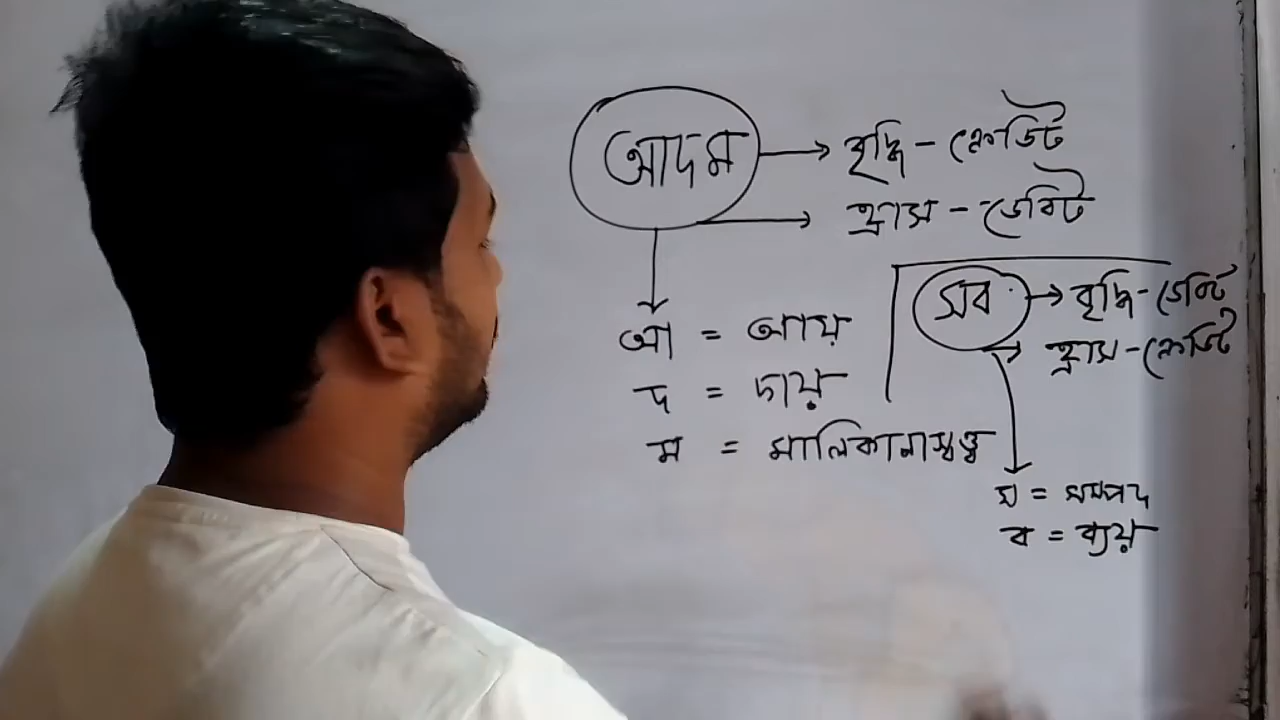 আদম → বৃদ্ধি - ক্রেডিট
→ হ্রাস - ডেবিট
আ = আয়
দ = দায়
ম = মালিকানাস্বত্ত্ব
সব → বৃদ্ধি - ডেবিট
→ হ্রাস - ক্রেডিট
স = সম্পদ
ব = ব্যয়